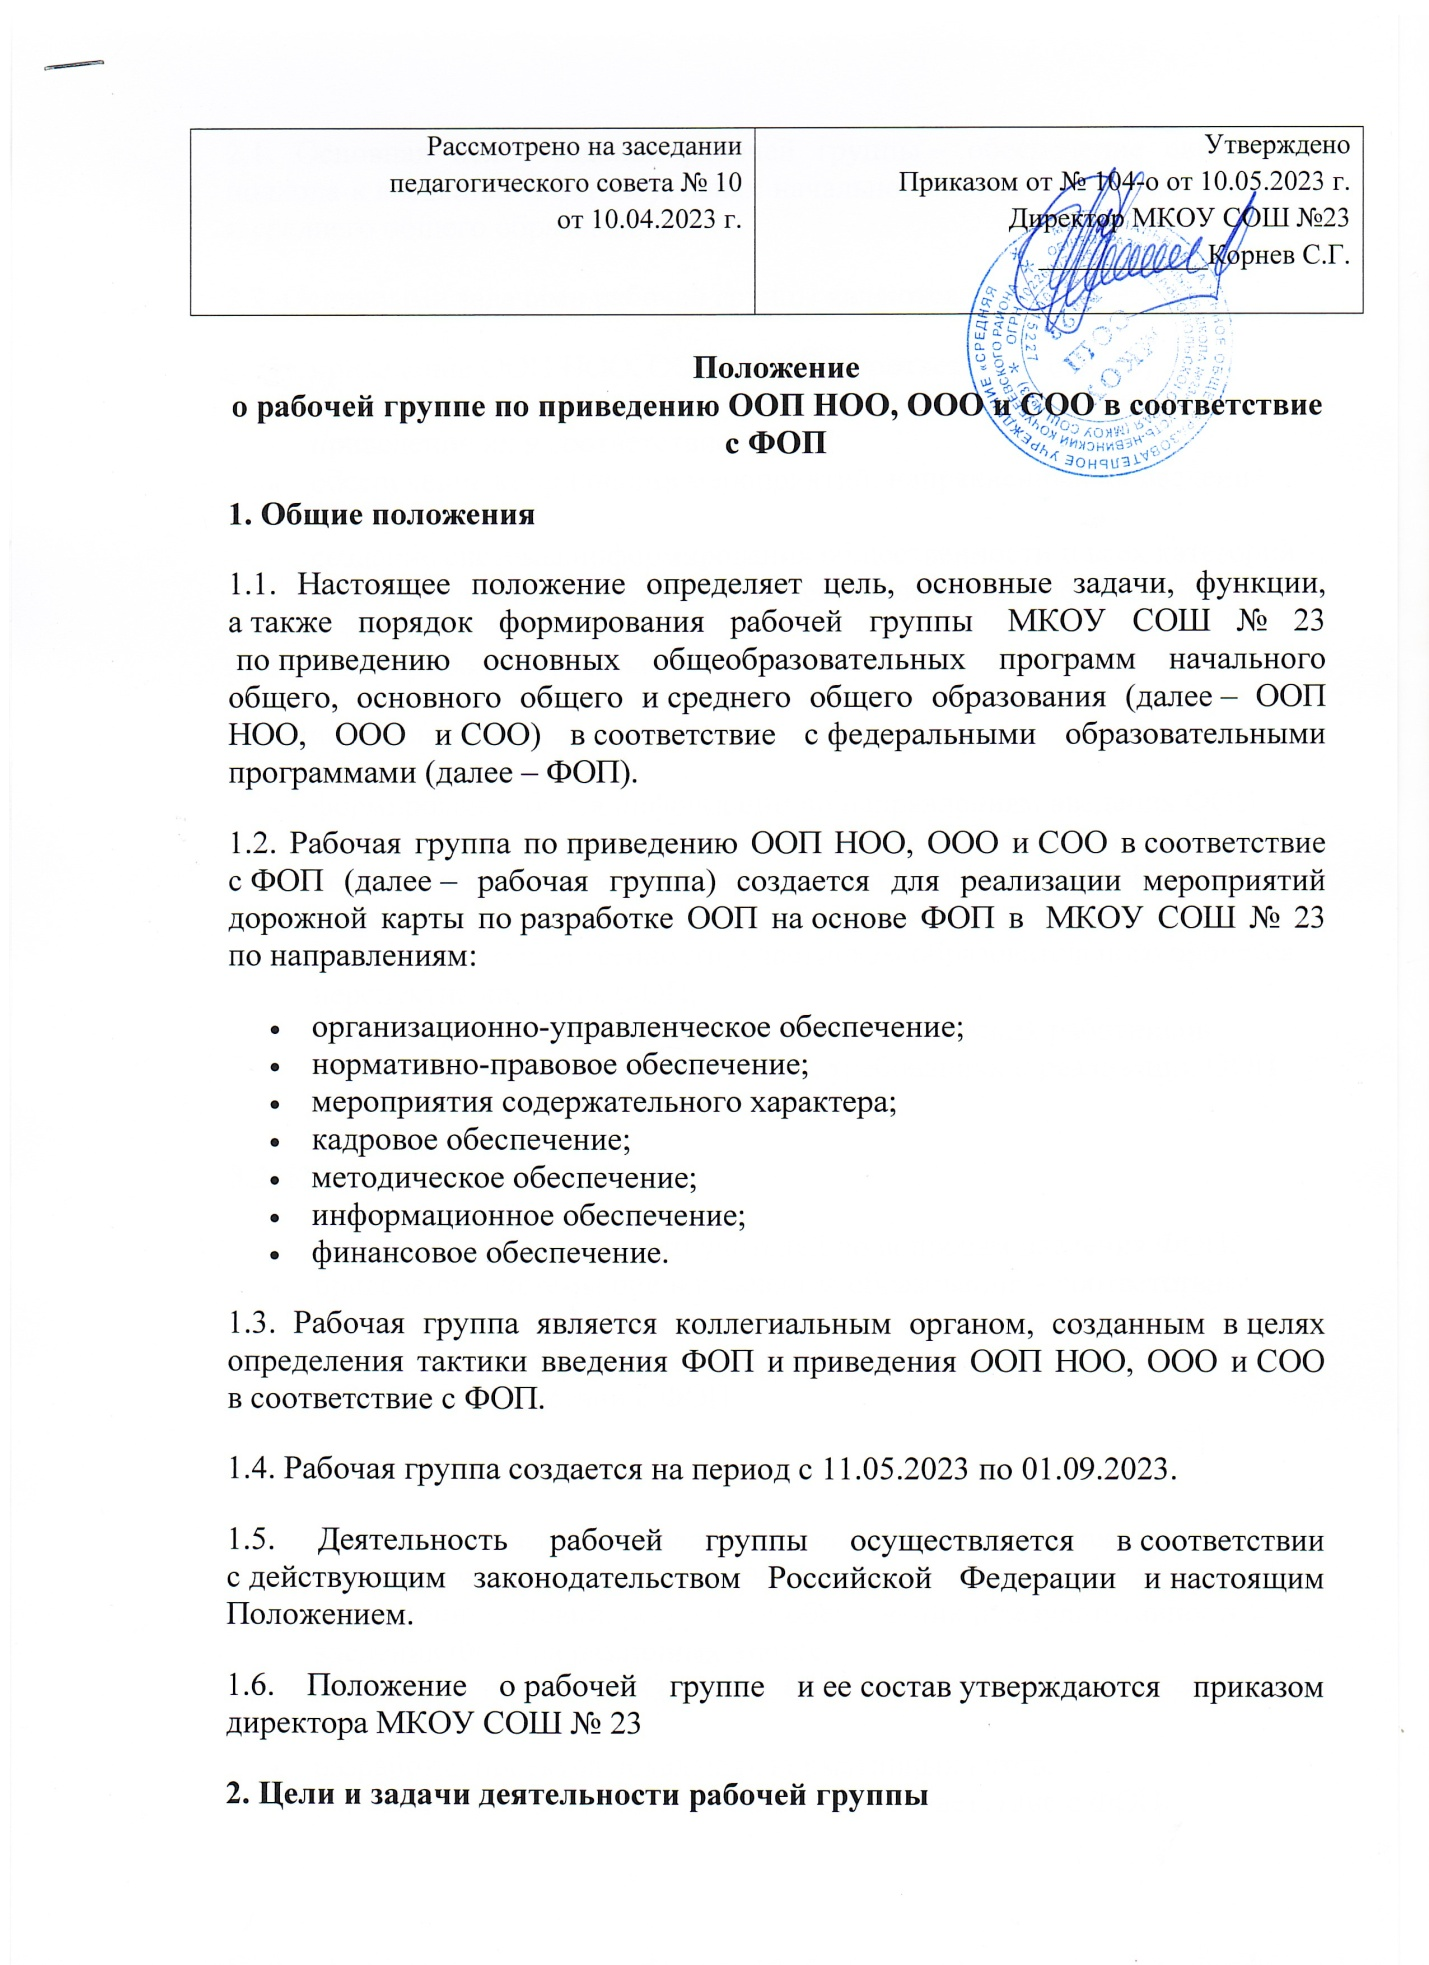 Рассмотрено на заседании
педагогического совета № 10
от 10.04.2023 г.
Утверждено
Приказом от № 104-о от 10.05.2023 г.
Директор МКОУ СОШ №23
____________Корнев С.Г.
Положение
о рабочей группе по приведению ООП НОО, ООО и СОО в соответствие
с ФОП
1. Общие положения
1.1. Настоящее положение определяет цель, основные задачи, функции,
а также порядок формирования рабочей группы МКОУ СОШ № 23
по приведению основных общеобразовательных программ начального
общего, основного общего и среднего общего образования (далее – ООП
НОО, ООО и СОО) в соответствие с федеральными образовательными
программами (далее – ФОП).
1.2. Рабочая группа по приведению ООП НОО, ООО и СОО в соответствие
с ФОП (далее – рабочая группа) создается для реализации мероприятий
дорожной карты по разработке ООП на основе ФОП в МКОУ СОШ № 23
по направлениям:
• организационно-управленческое обеспечение;
• нормативно-правовое обеспечение;
• мероприятия содержательного характера;
• кадровое обеспечение;
• методическое обеспечение;
• информационное обеспечение;
• финансовое обеспечение.
1.3. Рабочая группа является коллегиальным органом, созданным в целях
определения тактики введения ФОП и приведения ООП НОО, ООО и СОО
в соответствие с ФОП.
1.4. Рабочая группа создается на период с 11.05.2023 по 01.09.2023.
1.5. Деятельность рабочей группы осуществляется в соответствии
с действующим законодательством Российской Федерации и настоящим
Положением.
1.6. Положение о рабочей группе и ее состав утверждаются приказом
директора МКОУ СОШ № 23
2. Цели и задачи деятельности рабочей группы